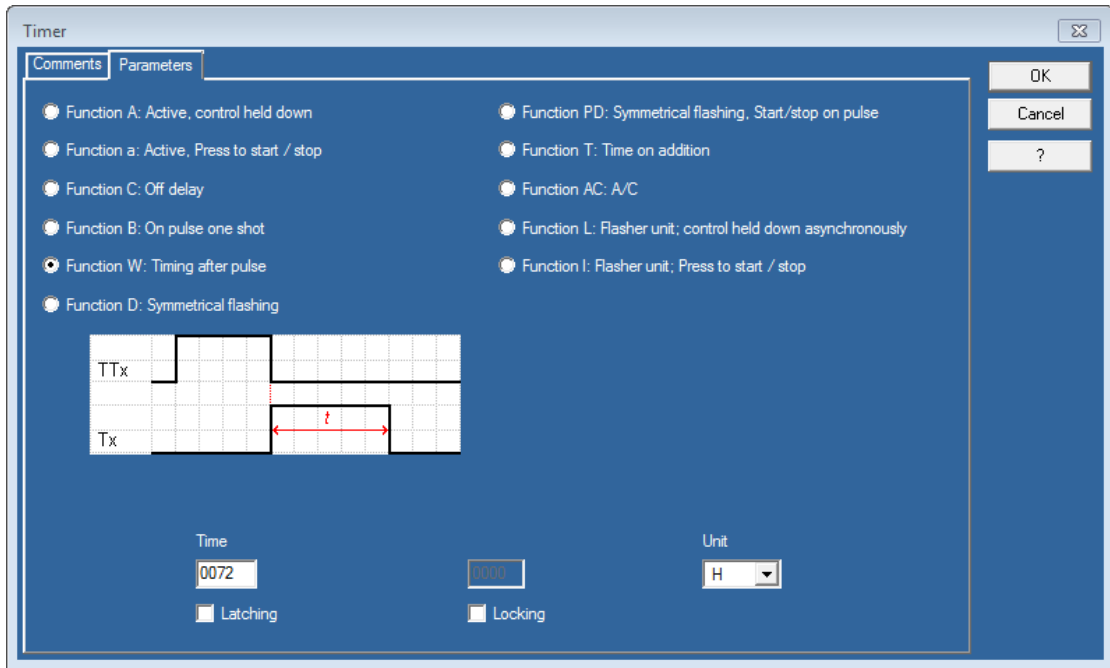 Timer
Comments Parameters
OK
Cancel
?
Function A: Active, control held down
Function a: Active, Press to start / stop
Function C: Off delay
Function B: On pulse one shot
Function W: Timing after pulse
Function D: Symmetrical flashing
Function PD: Symmetrical flashing, Start/stop on pulse
Function T: Time on addition
Function AC: A/C
Function L: Flasher unit; control held down asynchronously
Function l: Flasher unit; Press to start / stop
TTx
t
Tx
Time
Unit
0072
0000
H
Latching
Locking